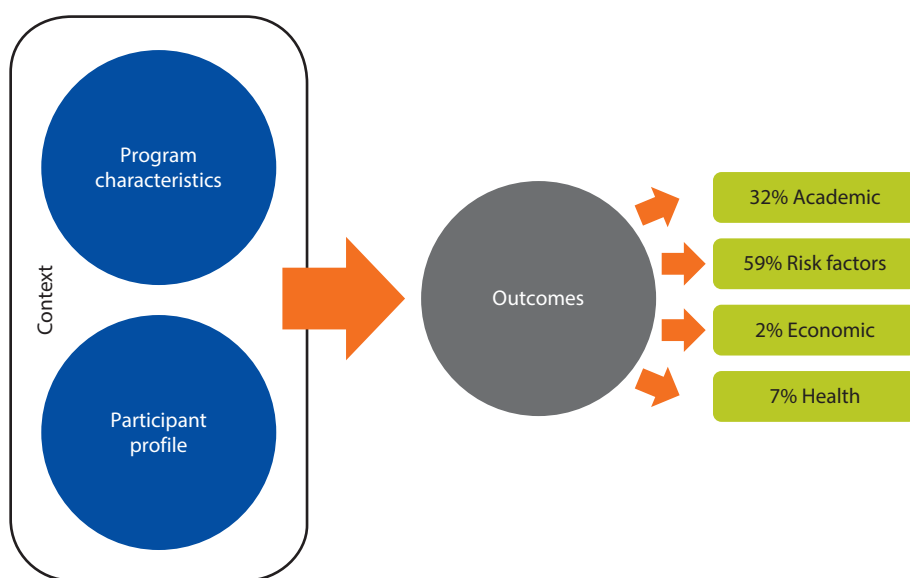 Context
Program
characteristics
Participant
profile
Outcomes
32% Academic
59% Risk factors
2% Economic
7% Health